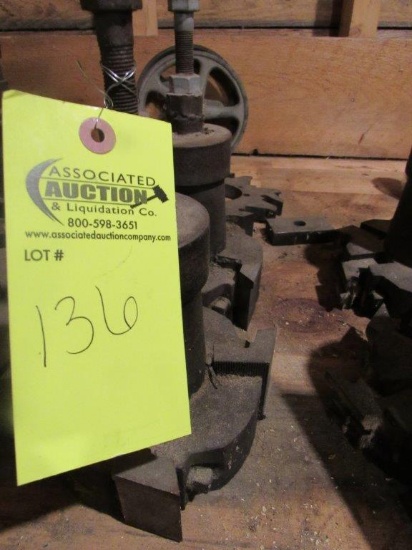 ASSOCIATED
AUCTION
& Liquidation Co.
800-598-3651
www.associatedauctioncompany.com
LOT #
136